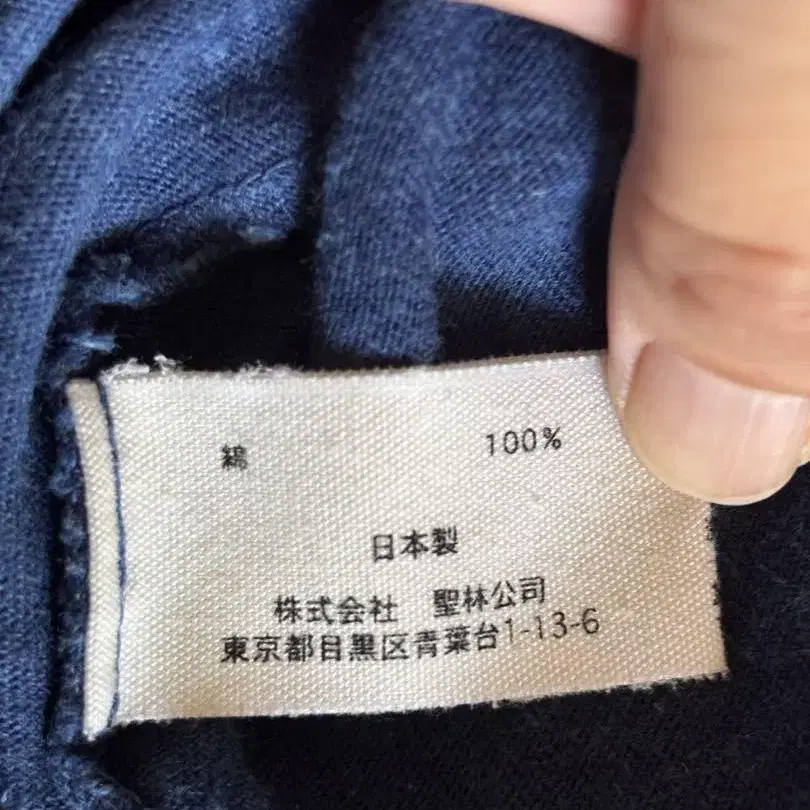 綿 100%
日本製
株式会社 聖林公司
東京都目黒区青葉台1-13-6